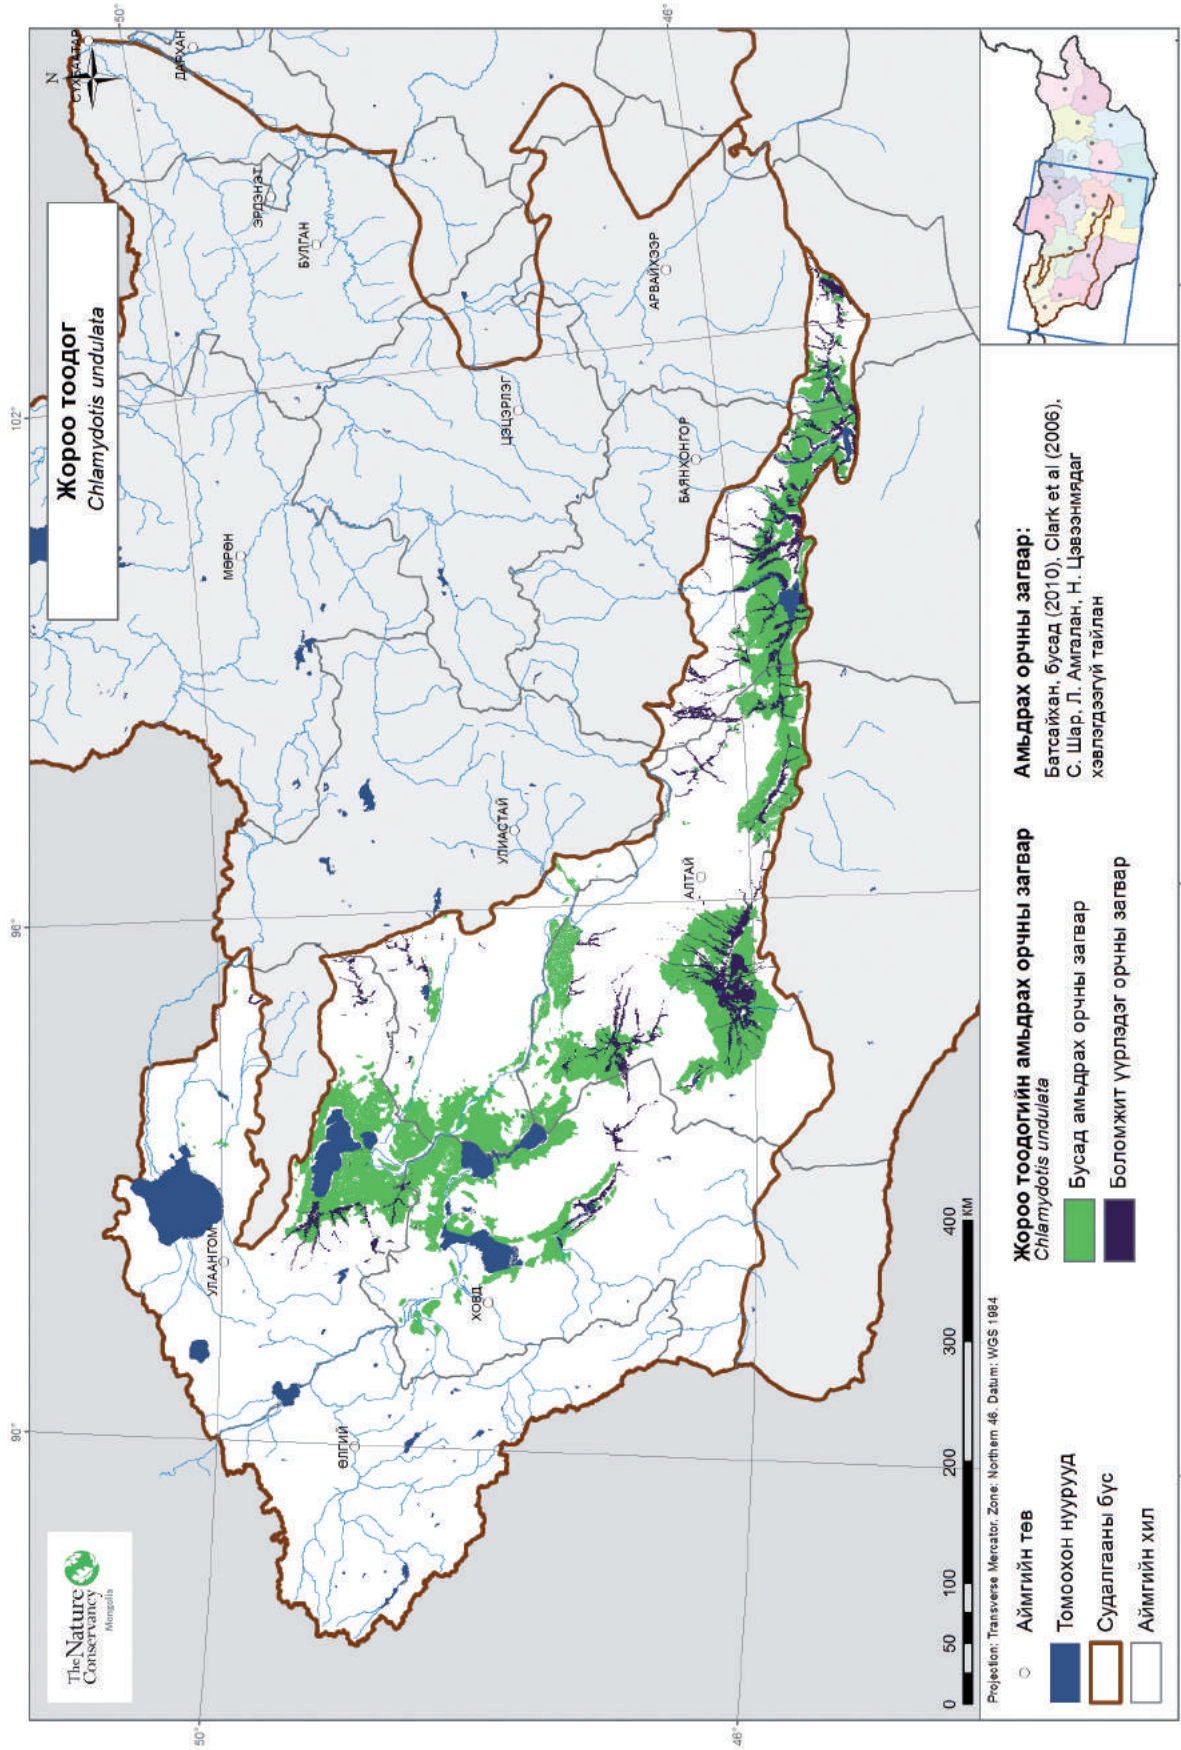 Жороо тоодог
Chlamydotis undulata
The Nature
Conservancy
Mongolia
N
90°
96°
102°
50°
46°
50°
46°
СҮХБААТАР
ДАРХАН
ЭРДЭНЭТ
БУЛГАН
МӨРӨН
ЦЭЦЭРЛЭГ
АРВАЙХЭЭР
БАЯНХОНГОР
УЛИАСТАЙ
АЛТАЙ
УЛААНГОМ
ХОВД
ӨЛГИЙ
0 50 100 200 300 400
КМ
Projection: Transverse Mercator, Zone: Northern 46. Datum: WGS 1984
Аймгийн төв
Томоохон нуурууд
Судалгааны бүс
Аймгийн хил
Жороо тоодогийн амьдрах орчны загвар
Chlamydotis undulata
Бусад амьдрах орчны загвар
Боломжит үүрлэдэг орчны загвар
Амьдрах орчны загвар:
Батсайхан, бусад (2010), Clark et al (2006),
С. Шар, Л. Амгалан, Н. Цэвээнмядаг
хэвлэгдээгүй тайлан